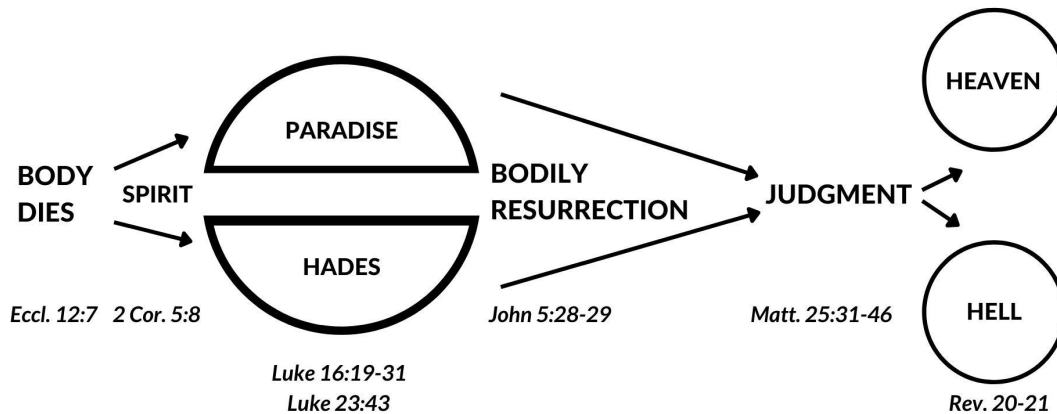 BODY
DIES
SPIRIT
PARADISE
HADES
BODILY
RESURRECTION
JUDGMENT
HEAVEN
HELL
Eccl. 12:7 2 Cor. 5:8
Luke 16:19-31
Luke 23:43
John 5:28-29
Matt. 25:31-46
Rev. 20-21